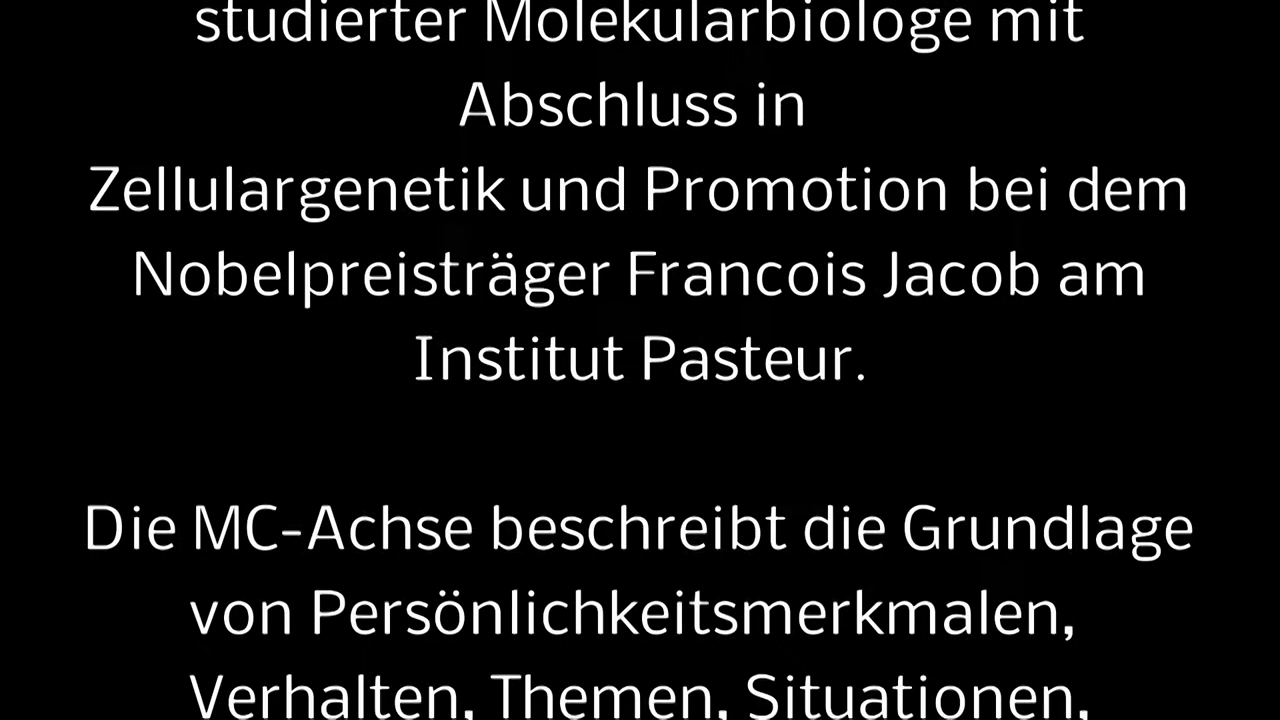 studierter Molekularbiologe mit
Abschluss in
Zellulargenetik und Promotion bei dem
Nobelpreisträger Francois Jacob am
Institut Pasteur.
Die MC-Achse beschreibt die Grundlage
von Persönlichkeitsmerkmalen,
Verhalten, Themen, Situationen,